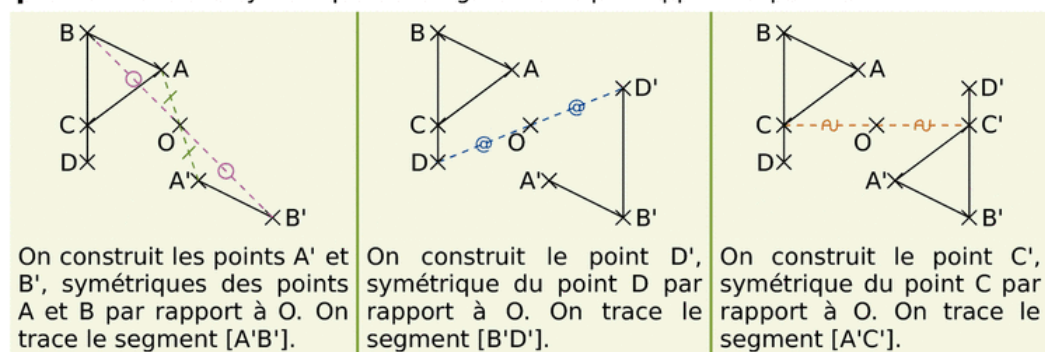 B
A
C
O
D
A'
B'
On construit les points A' et
B', symétriques des points
A et B par rapport à O. On
trace le segment [A'B'].
B
A
D'
C
O
D
A'
B'
On construit le point D',
symétrique du point D par
rapport à O. On trace le
segment [B'D'].
B
A
D'
C
C'
O
D
A'
B'
On construit le point C',
symétrique du point C par
rapport à O. On trace le
segment [A'C'].